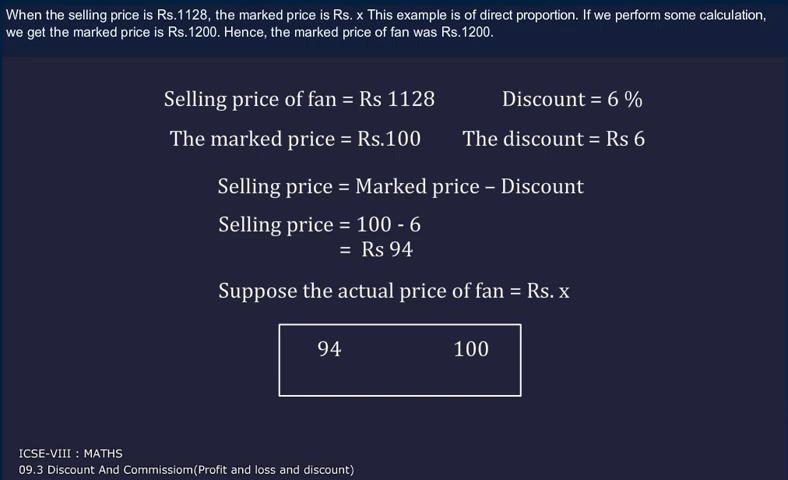 When the selling price is Rs.1128, the marked price is Rs. x This example is of direct proportion. If we perform some calculation,
we get the marked price is Rs.1200. Hence, the marked price of fan was Rs.1200.
Selling price of fan = Rs 1128 Discount = 6 %
The marked price = Rs.100 The discount = Rs 6
Selling price = Marked price – Discount
Selling price = 100 - 6
= Rs 94
Suppose the actual price of fan = Rs. x
94 100
ICSE-VIII : MATHS
09.3 Discount And Commissiom(Profit and loss and discount)